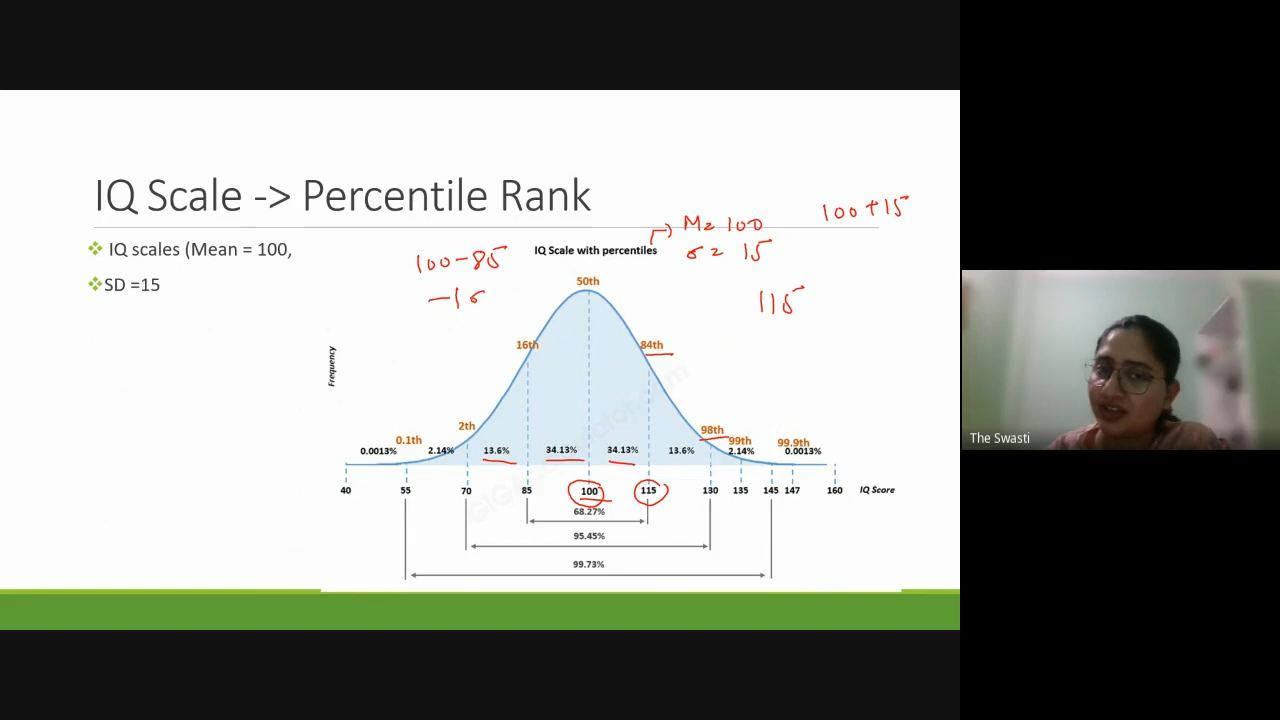 IQ Scale -> Percentile Rank
100 + 15
M = 100
❖ IQ scales (Mean = 100,
IQ Scale with percentiles
σ = 15
100 - 85
❖SD =15
50th
-1σ
115
16th
84th
Frequency
2th
98th
0.1th
99th
99.9th
0.0013% 2.14% 13.6% 34.13% 34.13% 13.6% 2.14% 0.0013%
40 55 70 85 100 115 130 135 145 147 160 IQ Score
68.27%
95.45%
99.73%
The Swasti